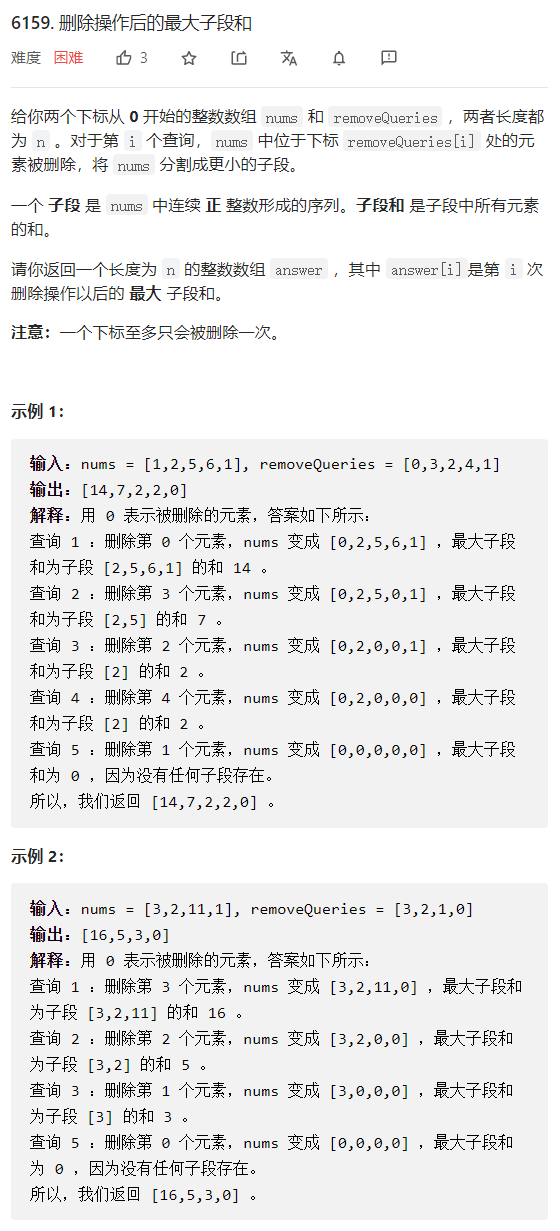 6159. 删除操作后的最大子段和
难度 困难 3
给你两个下标从 0 开始的整数数组 nums 和 removeQueries ，两者长度都
为 n 。对于第 i 个查询， nums 中位于下标 removeQueries[i] 处的元
素被删除，将 nums 分割成更小的子段。
一个 子段 是 nums 中连续 正 整数形成的序列。子段和 是子段中所有元素
的和。
请你返回一个长度为 n 的整数数组 answer ，其中 answer[i]是第 i 次
删除操作以后的 最大 子段和。
注意：一个下标至多只会被删除一次。
示例 1：
输入：nums = [1,2,5,6,1], removeQueries = [0,3,2,4,1]
输出：[14,7,2,2,0]
解释：用 0 表示被删除的元素，答案如下所示：
查询 1 ：删除第 0 个元素，nums 变成 [0,2,5,6,1] ，最大子段
和为子段 [2,5,6,1] 的和 14 。
查询 2 ：删除第 3 个元素，nums 变成 [0,2,5,0,1] ，最大子段
和为子段 [2,5] 的和 7 。
查询 3 ：删除第 2 个元素，nums 变成 [0,2,0,0,1] ，最大子段
和为子段 [2] 的和 2 。
查询 4 ：删除第 4 个元素，nums 变成 [0,2,0,0,0] ，最大子段
和为子段 [2] 的和 2 。
查询 5 ：删除第 1 个元素，nums 变成 [0,0,0,0,0] ，最大子段
和为 0 ，因为没有任何子段存在。
所以，我们返回 [14,7,2,2,0] 。
示例 2：
输入：nums = [3,2,11,1], removeQueries = [3,2,1,0]
输出：[16,5,3,0]
解释：用 0 表示被删除的元素，答案如下所示：
查询 1 ：删除第 3 个元素，nums 变成 [3,2,11,0] ，最大子段和
为子段 [3,2,11] 的和 16 。
查询 2 ：删除第 2 个元素，nums 变成 [3,2,0,0] ，最大子段和
为子段 [3,2] 的和 5 。
查询 3 ：删除第 1 个元素，nums 变成 [3,0,0,0] ，最大子段和
为子段 [3] 的和 3 。
查询 5 ：删除第 0 个元素，nums 变成 [0,0,0,0] ，最大子段和
为 0 ，因为没有任何子段存在。
所以，我们返回 [16,5,3,0] 。